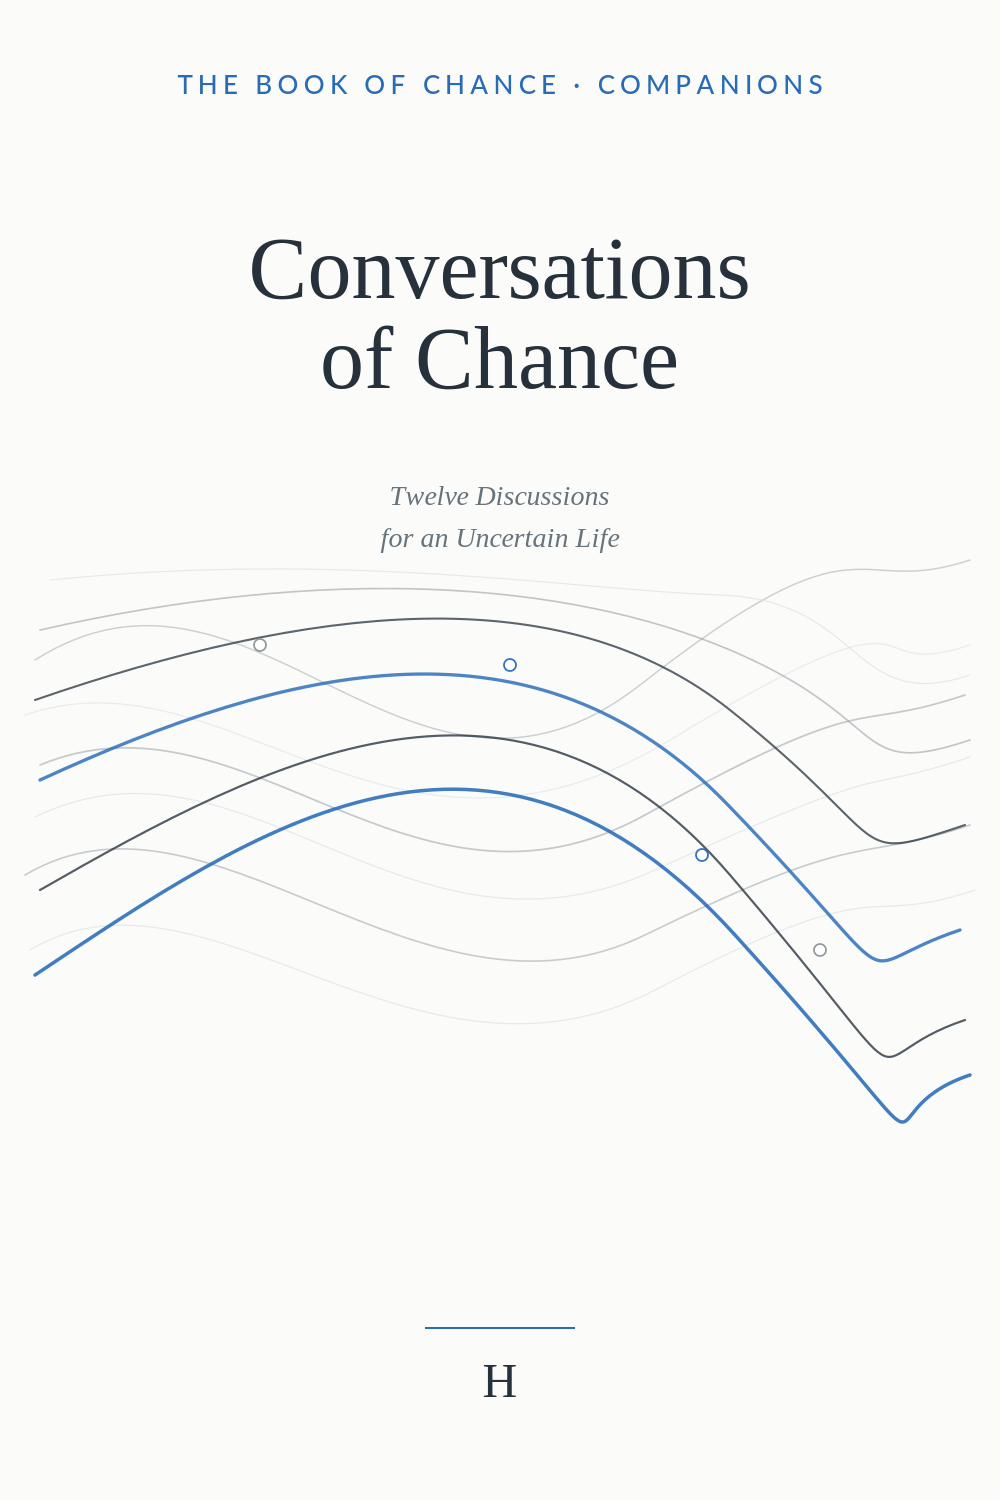 THE BOOK OF CHANCE · COMPANIONS
Conversations
of Chance
Twelve Discussions
for an Uncertain Life
H